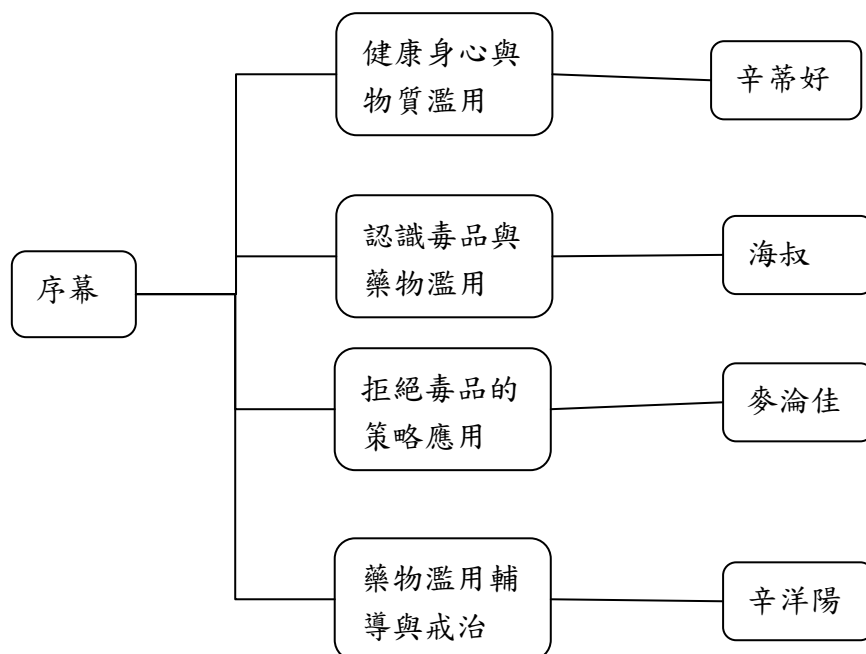 健康身心與
物質濫用
辛蒂好
認識毒品與
藥物濫用
海叔
序幕
拒絕毒品的
策略應用
麥淪佳
藥物濫用輔
導與戒治
辛洋陽